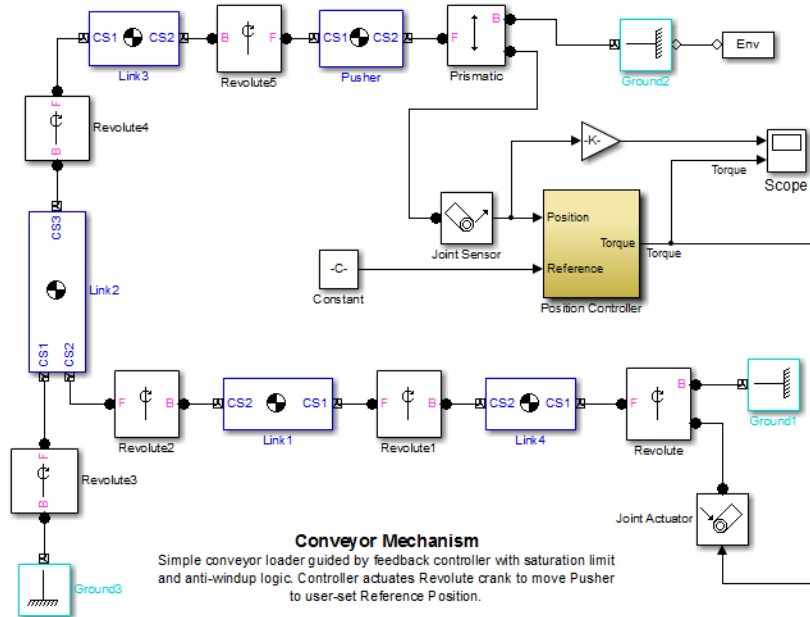 CS1 CS2
Link3
B F
Revolute5
CS1 CS2
Pusher
F B
Prismatic
Ground2
Env
F
B
Revolute4
-K-
Torque
Scope
CS3
Link2
CS1 CS2
Joint Sensor
Position
Torque
Reference
Position Controller
Torque
-C-
Constant
F B
Revolute2
CS2 CS1
Link1
F B
Revolute1
CS2 CS1
Link4
F B
Revolute
Ground1
F
B
Revolute3
Ground3
Joint Actuator
Conveyor Mechanism
Simple conveyor loader guided by feedback controller with saturation limit
and anti-windup logic. Controller actuates Revolute crank to move Pusher
to user-set Reference Position.